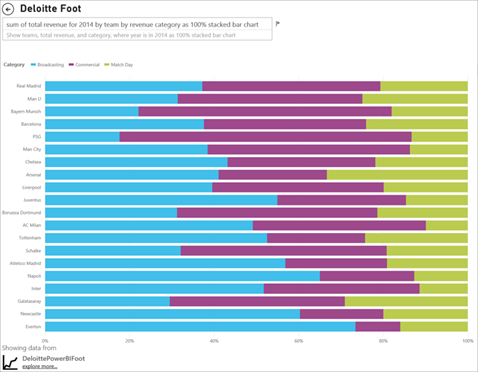 Deloitte Foot
sum of total revenue for 2014 by team by revenue category as 100% stacked bar chart
Show teams, total revenue, and category, where year is in 2014 as 100% stacked bar chart
Category Broadcasting Commercial Match Day
Real Madrid
Man U
Bayern Munich
Barcelona
PSG
Man City
Chelsea
Arsenal
Liverpool
Juventus
Borussia Dortmund
AC Milan
Tottenham
Schalke
Atletico Madrid
Napoli
Inter
Galatasaray
Newcastle
Everton
0% 20% 40% 60% 80% 100%
Showing data from
DeloittePowerBIFoot
explore more...